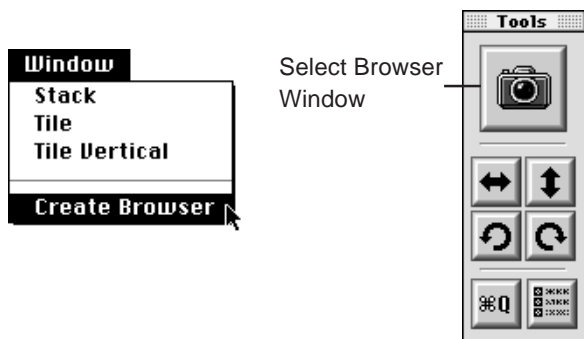 Window
Stack
Tile
Tile Vertical
Create Browser
Select Browser
Window
Tools
⌘Q